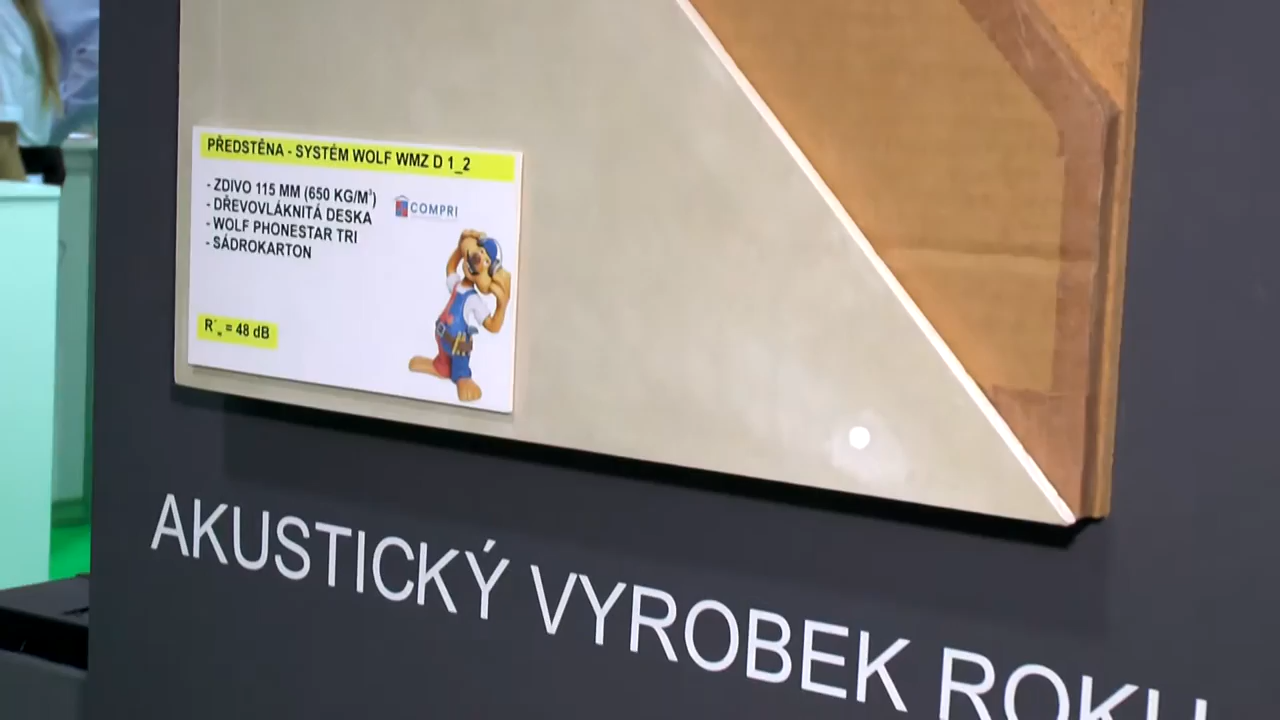 PŘEDSTĚNA - SYSTÉM WOLF WMZ D 1_2
- ZDIVO 115 MM (650 KG/M³)
- DŘEVOVLÁKNITÁ DESKA
- WOLF PHONESTAR TRI
- SÁDROKARTON
COMPRI
R´w = 48 dB
AKUSTICKÝ VYROBEK ROKU